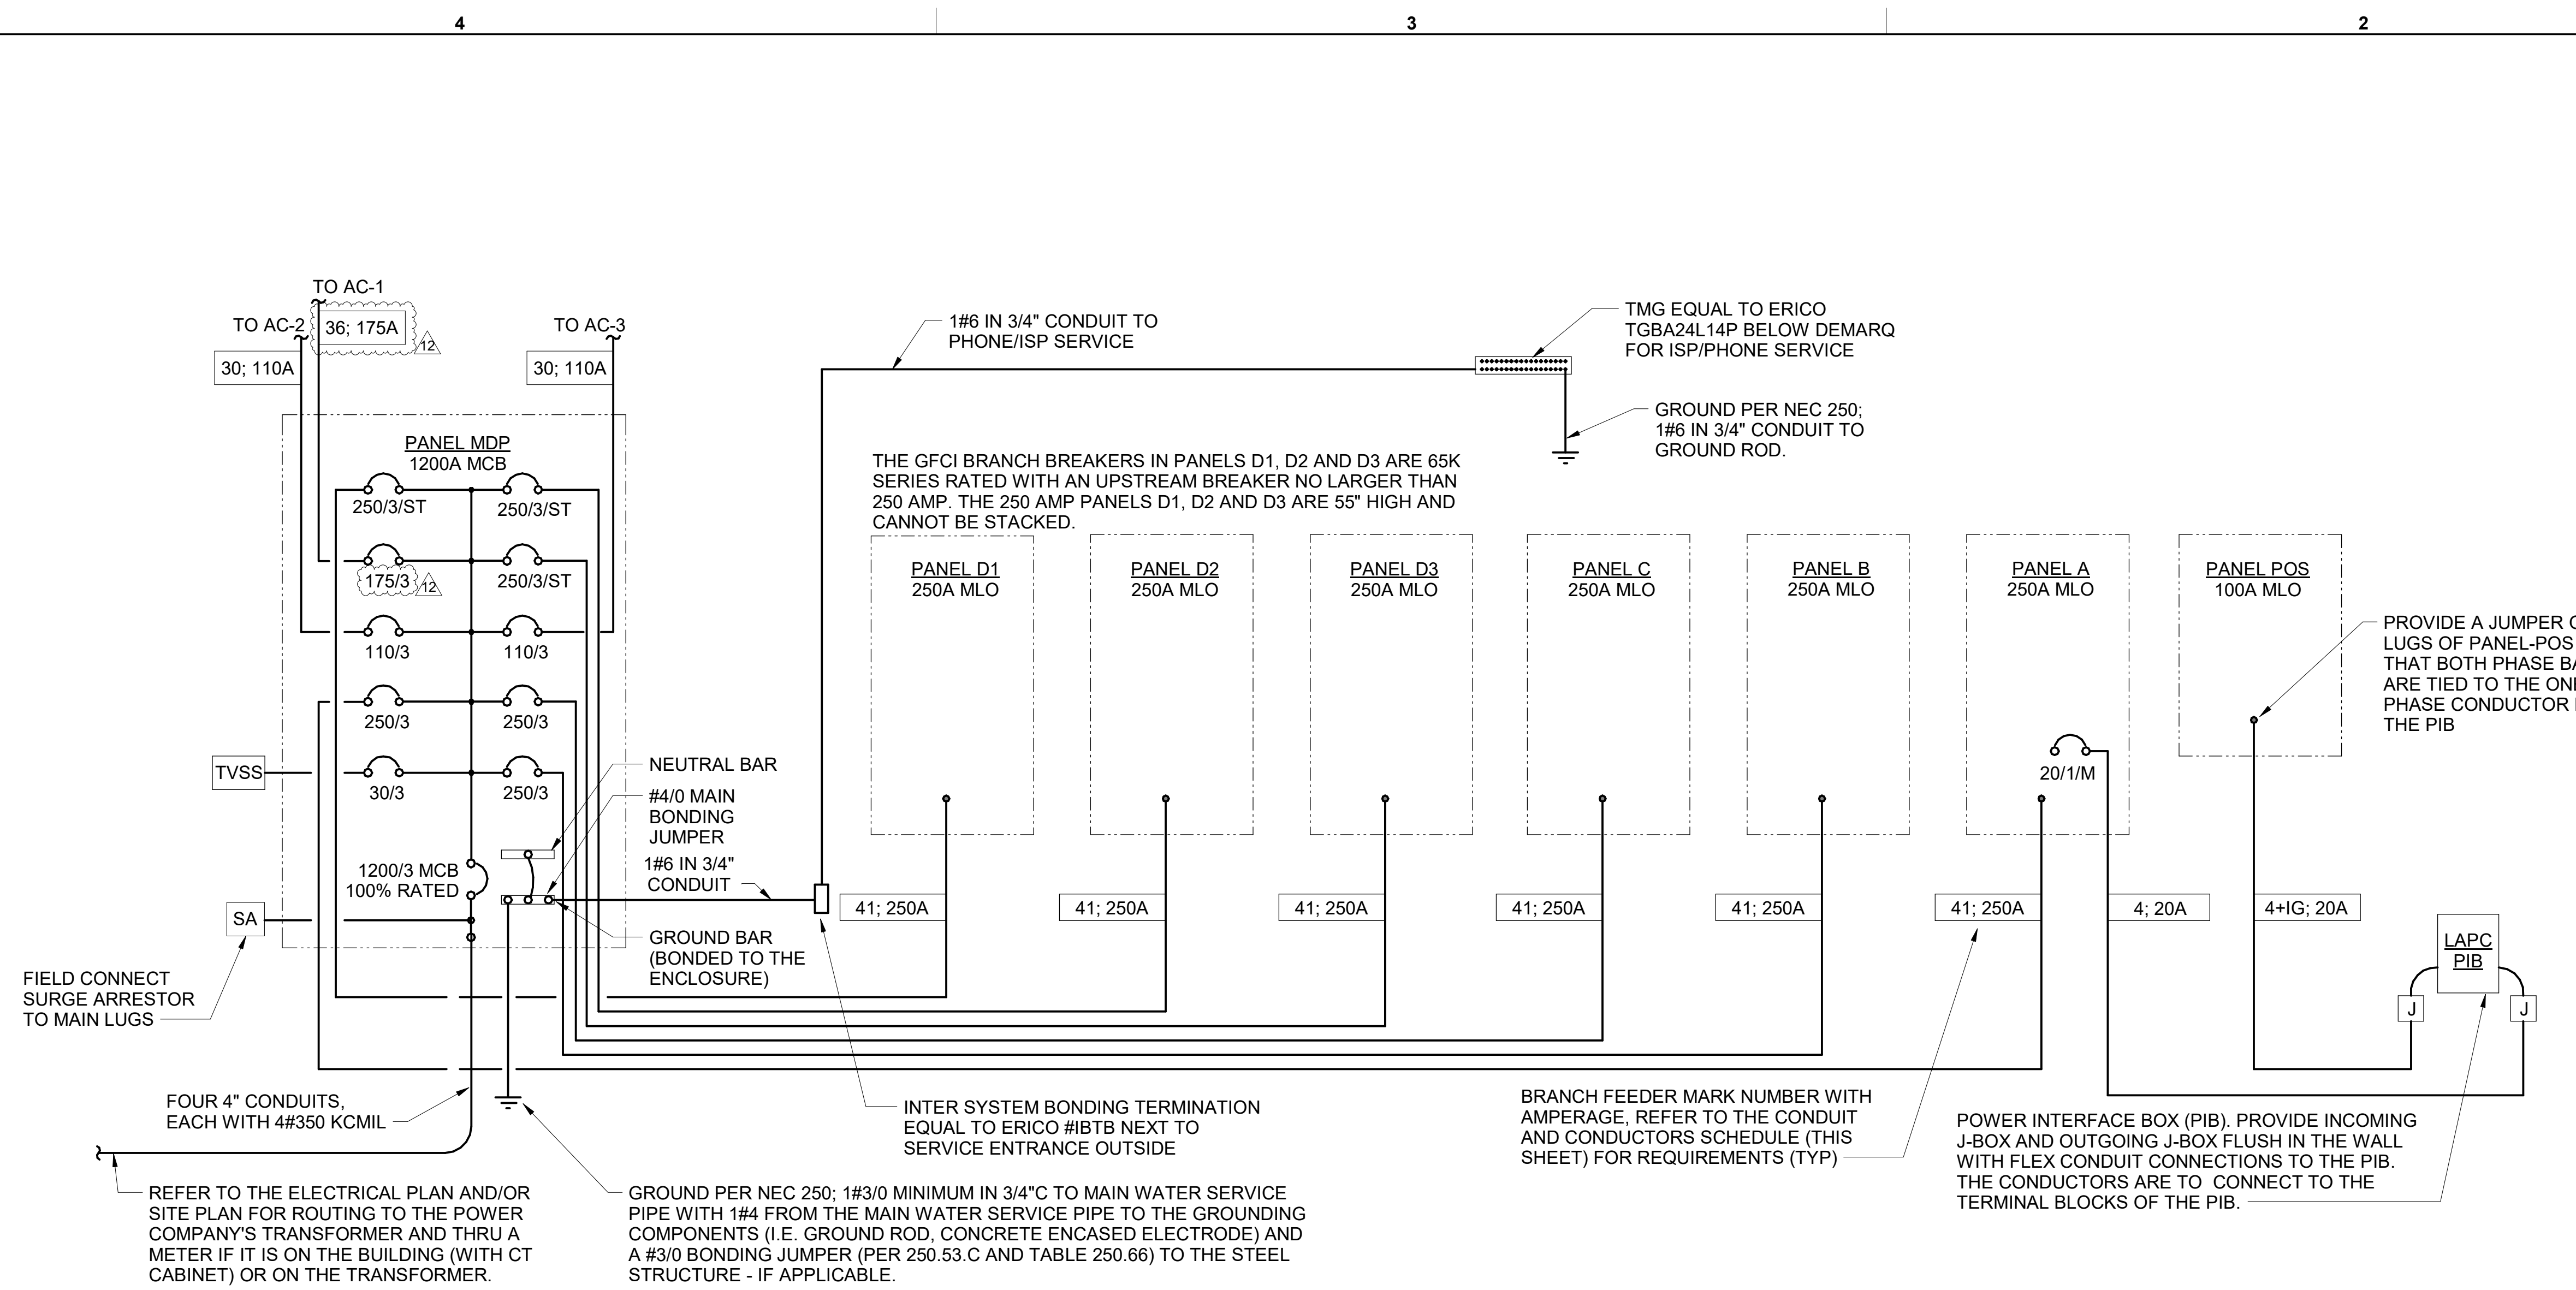 4
3
2
TO AC-1
TO AC-2
36; 175A
12
TO AC-3
30; 110A
30; 110A
PANEL MDP
1200A MCB
250/3/ST
250/3/ST
175/3
12
250/3/ST
110/3
110/3
250/3
250/3
TVSS
30/3
250/3
1200/3 MCB
100% RATED
SA
FIELD CONNECT
SURGE ARRESTOR
TO MAIN LUGS
NEUTRAL BAR
#4/0 MAIN
BONDING
JUMPER
1#6 IN 3/4"
CONDUIT
GROUND BAR
(BONDED TO THE
ENCLOSURE)
FOUR 4" CONDUITS,
EACH WITH 4#350 KCMIL
REFER TO THE ELECTRICAL PLAN AND/OR
SITE PLAN FOR ROUTING TO THE POWER
COMPANY'S TRANSFORMER AND THRU A
METER IF IT IS ON THE BUILDING (WITH CT
CABINET) OR ON THE TRANSFORMER.
GROUND PER NEC 250; 1#3/0 MINIMUM IN 3/4"C TO MAIN WATER SERVICE
PIPE WITH 1#4 FROM THE MAIN WATER SERVICE PIPE TO THE GROUNDING
COMPONENTS (I.E. GROUND ROD, CONCRETE ENCASED ELECTRODE) AND
A #3/0 BONDING JUMPER (PER 250.53.C AND TABLE 250.66) TO THE STEEL
STRUCTURE - IF APPLICABLE.
1#6 IN 3/4" CONDUIT TO
PHONE/ISP SERVICE
TMG EQUAL TO ERICO
TGBA24L14P BELOW DEMARQ
FOR ISP/PHONE SERVICE
GROUND PER NEC 250;
1#6 IN 3/4" CONDUIT TO
GROUND ROD.
THE GFCI BRANCH BREAKERS IN PANELS D1, D2 AND D3 ARE 65K
SERIES RATED WITH AN UPSTREAM BREAKER NO LARGER THAN
250 AMP. THE 250 AMP PANELS D1, D2 AND D3 ARE 55" HIGH AND
CANNOT BE STACKED.
PANEL D1
250A MLO
PANEL D2
250A MLO
PANEL D3
250A MLO
PANEL C
250A MLO
PANEL B
250A MLO
PANEL A
250A MLO
PANEL POS
100A MLO
20/1/M
PROVIDE A JUMPER
LUGS OF PANEL-POS
THAT BOTH PHASE
ARE TIED TO THE
PHASE CONDUCTOR
THE PIB
41; 250A
41; 250A
41; 250A
41; 250A
41; 250A
41; 250A
4; 20A
4+IG; 20A
LAPC
PIB
J
J
INTER SYSTEM BONDING TERMINATION
EQUAL TO ERICO #IBTB NEXT TO
SERVICE ENTRANCE OUTSIDE
BRANCH FEEDER MARK NUMBER WITH
AMPERAGE, REFER TO THE CONDUIT
AND CONDUCTORS SCHEDULE (THIS
SHEET) FOR REQUIREMENTS (TYP)
POWER INTERFACE BOX (PIB). PROVIDE INCOMING
J-BOX AND OUTGOING J-BOX FLUSH IN THE WALL
WITH FLEX CONDUIT CONNECTIONS TO THE PIB.
THE CONDUCTORS ARE TO CONNECT TO THE
TERMINAL BLOCKS OF THE PIB.